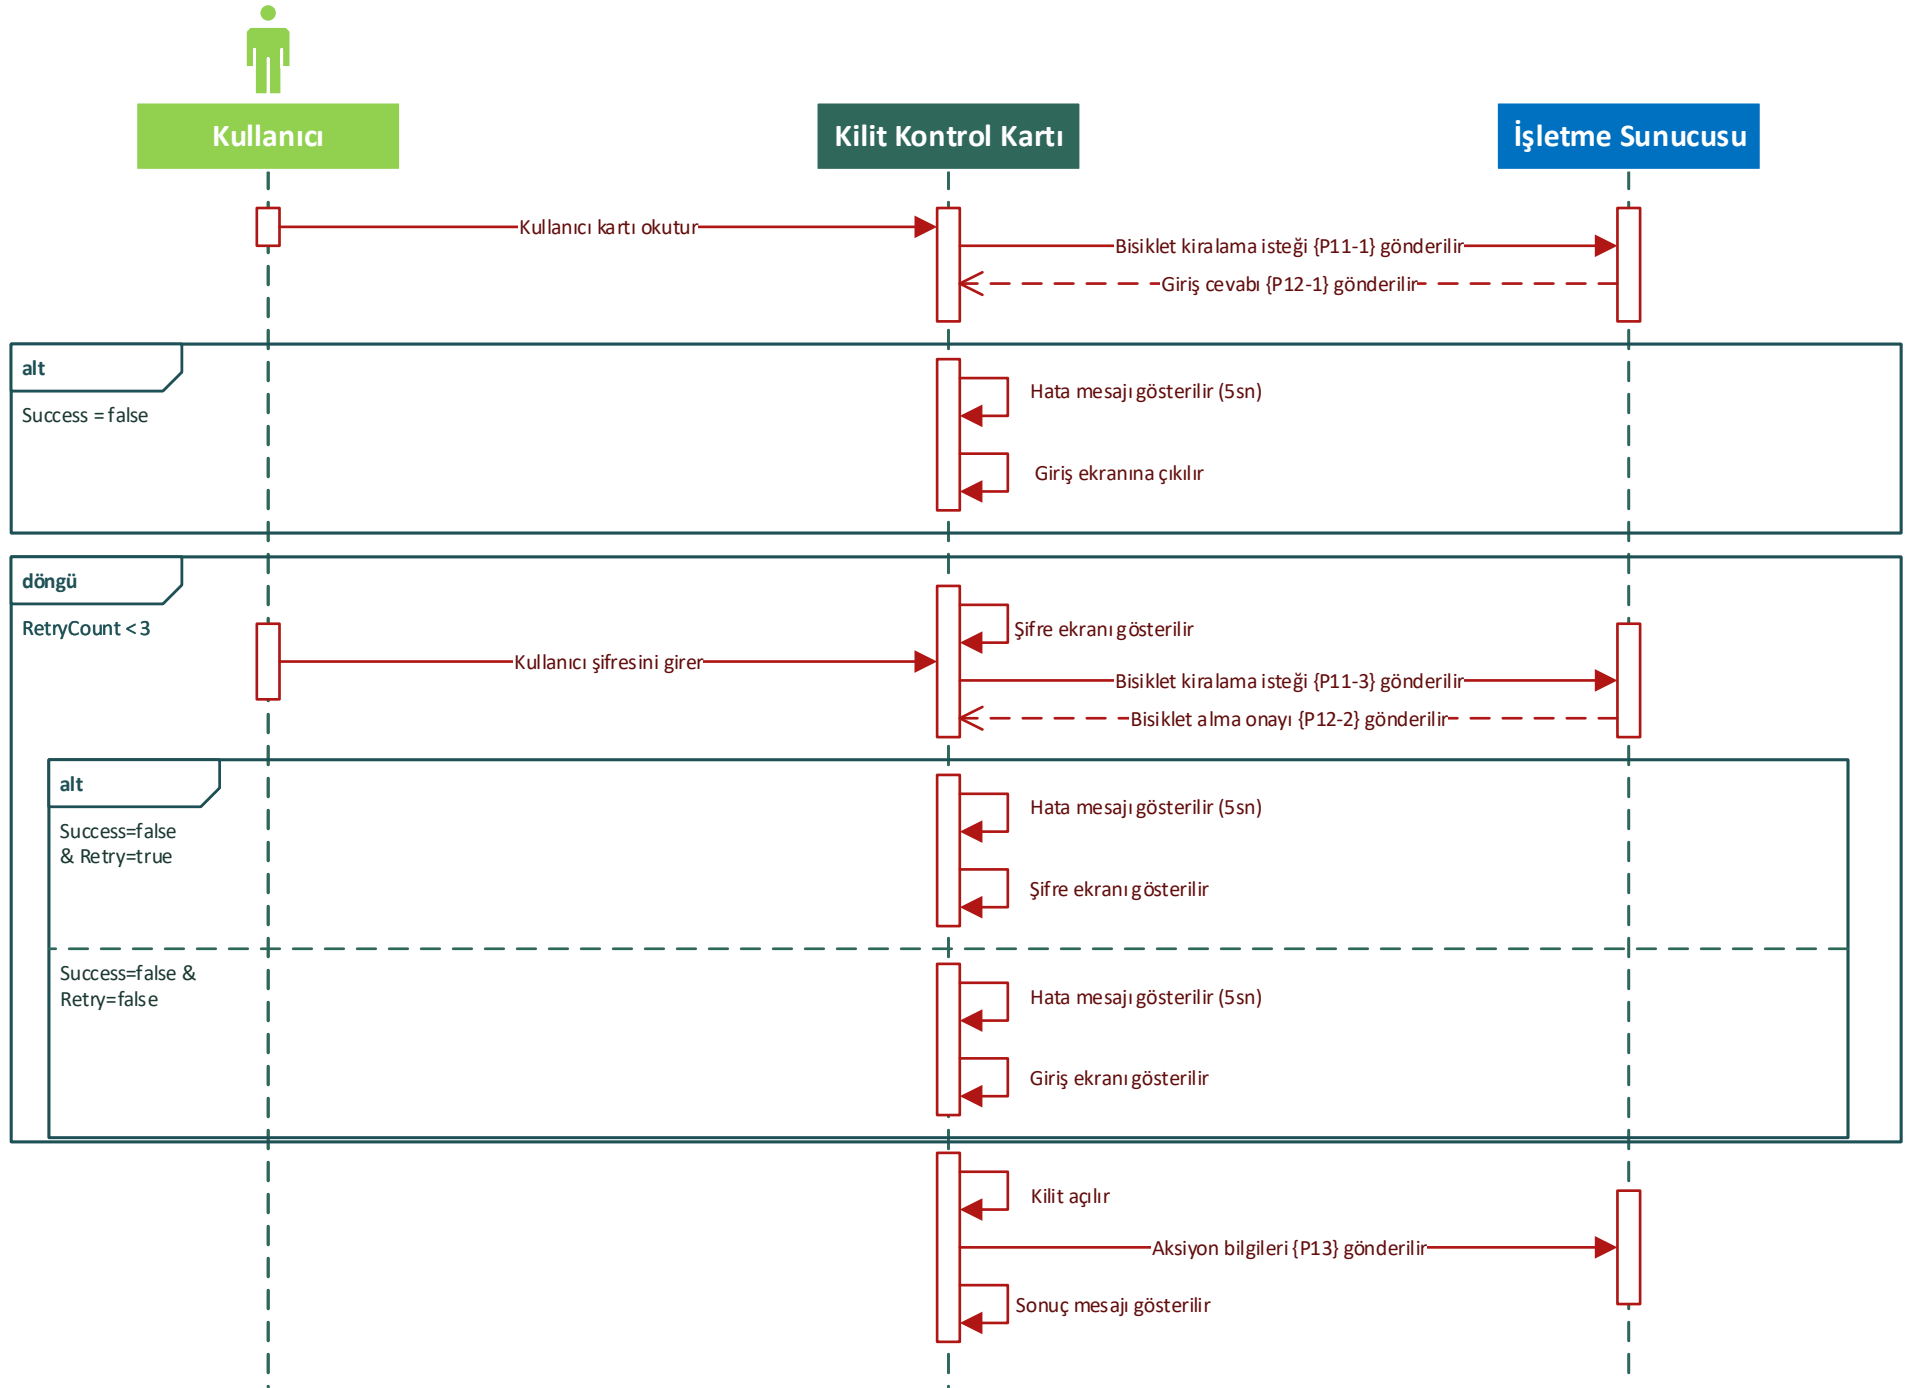 Kullanıcı
Kilit Kontrol Kartı
İşletme Sunucusu
Kullanıcı kartı okutur
Bisiklet kiralama isteği {P11-1} gönderilir
Giriş cevabı {P12-1} gönderilir
alt
Success = false
Hata mesajı gösterilir (5sn)
Giriş ekranına çıkılır
döngü
RetryCount < 3
Şifre ekranı gösterilir
Kullanıcı şifresini girer
Bisiklet kiralama isteği {P11-3} gönderilir
Bisiklet alma onayı {P12-2} gönderilir
alt
Success=false
& Retry=true
Hata mesajı gösterilir (5sn)
Şifre ekranı gösterilir
Success=false &
Retry=false
Hata mesajı gösterilir (5sn)
Giriş ekranı gösterilir
Kilit açılır
Aksiyon bilgileri {P13} gönderilir
Sonuç mesajı gösterilir